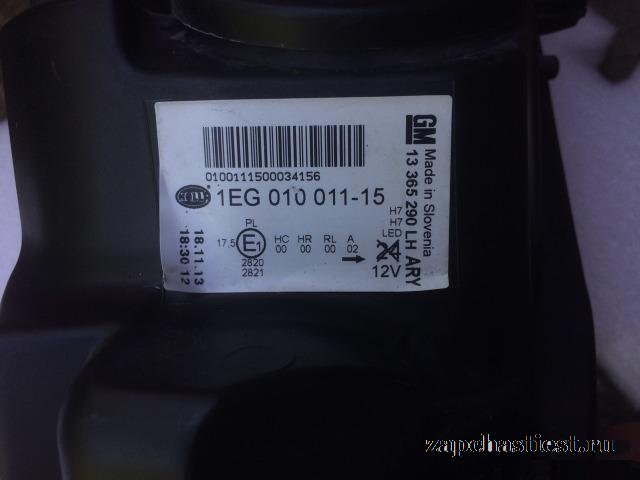 0100111500034156
HELLA 1EG 010 011-15
PL
17,5 E1 HC HR RL A
00 00 00 02
2820
2821
H7
H7
LED
12V
18.11.13
18:30 12
GM
Made in Slovenia
13 365 290 LH ARY
zapchastiest.ru